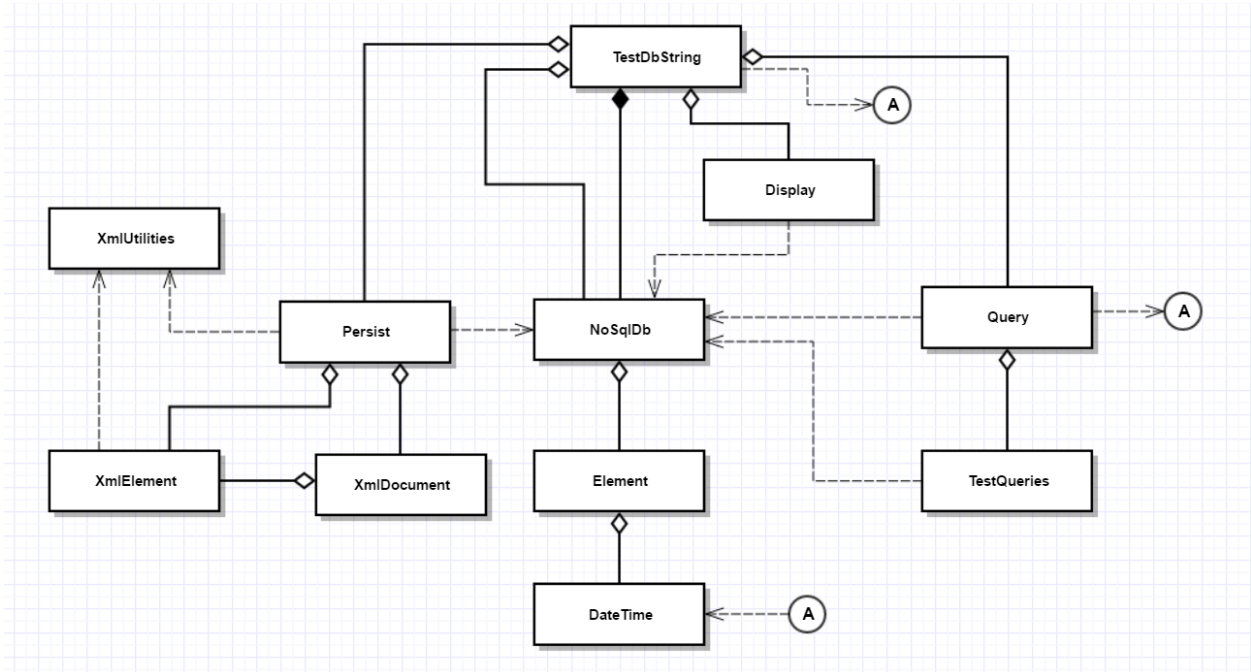 TestDbString
A
Display
XmlUtilities
Persist
NoSqlDb
Query
A
XmlElement
XmlDocument
Element
TestQueries
DateTime
A